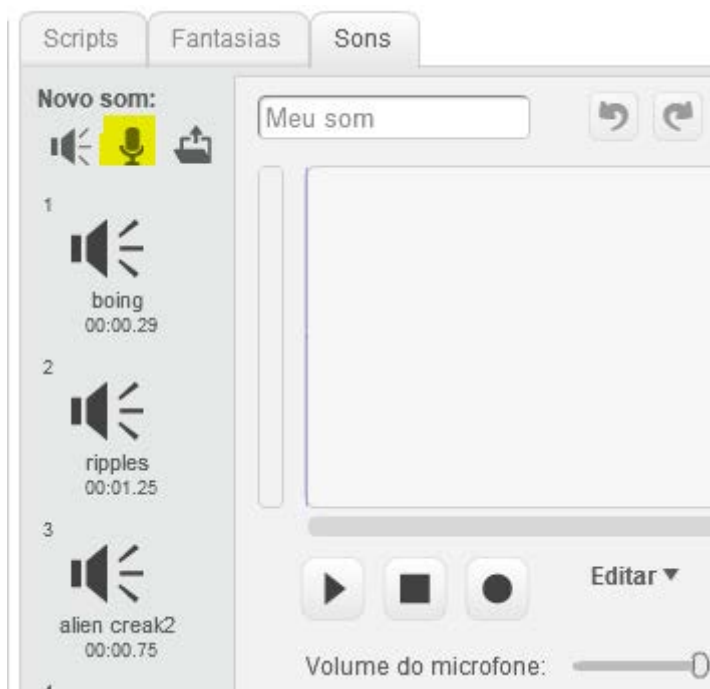 Scripts Fantasias Sons
Novo som:
Meu som
1
boing
00:00.29
2
ripples
00:01.25
3
alien creak2
00:00.75
Editar
Volume do microfone: